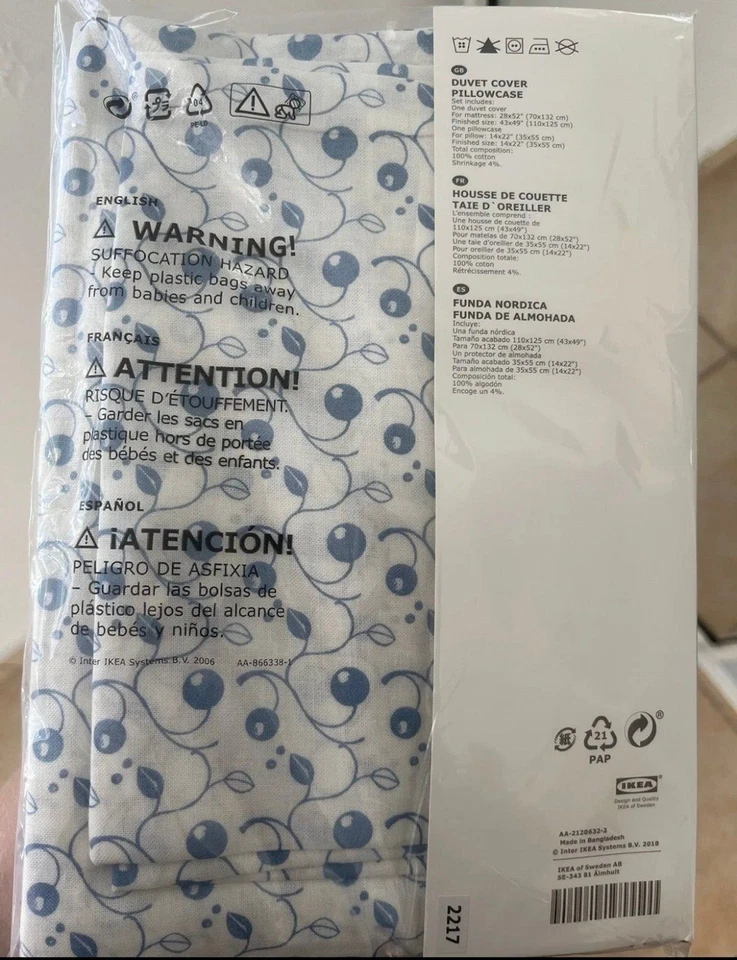 04
PE-LD
ENGLISH
WARNING!
SUFFOCATION HAZARD
- Keep plastic bags away
from babies and children.
FRANÇAIS
ATTENTION!
RISQUE D'ÉTOUFFEMENT.
– Garder les sacs en
plastique hors de portée
des bébés et des enfants.
ESPAÑOL
¡ATENCIÓN!
PELIGRO DE ASFIXIA
– Guardar las bolsas de
plástico lejos del alcance
de bebés y niños.
© Inter IKEA Systems B.V. 2006 AA-866338-1
GB
DUVET COVER
PILLOWCASE
Set includes:
One duvet cover
For mattress: 28x52" (70x132 cm)
Finished size: 43x49" (110x125 cm)
One pillowcase
For pillow: 14x22" (35x55 cm)
Finished size: 14x22" (35x55 cm)
Total composition:
100% cotton
Shrinkage 4%.
FR
HOUSSE DE COUETTE
TAIE D`OREILLER
L'ensemble comprend :
Une housse de couette de
110x125 cm (43x49")
Pour matelas de 70x132 cm (28x52")
Une taie d'oreiller de 35x55 cm (14x22")
Pour oreiller de 35x55 cm (14x22")
Composition totale:
100% coton
Rétrécissement 4%.
ES
FUNDA NORDICA
FUNDA DE ALMOHADA
Incluye:
Una funda nórdica
Tamaño acabado 110x125 cm (43x49")
Para 70x132 cm (28x52")
Un protector de almohada
Tamaño acabado 35x55 cm (14x22")
Para almohada de 35x55 cm (14x22")
Composición total:
100% algodón
Encoge un 4%.
紙
21
PAP
®
IKEA
Design and Quality
IKEA of Sweden
AA-2120632-2
Made in Bangladesh
© Inter IKEA Systems B.V. 2018
IKEA of Sweden AB
SE-343 81 Älmhult
2217